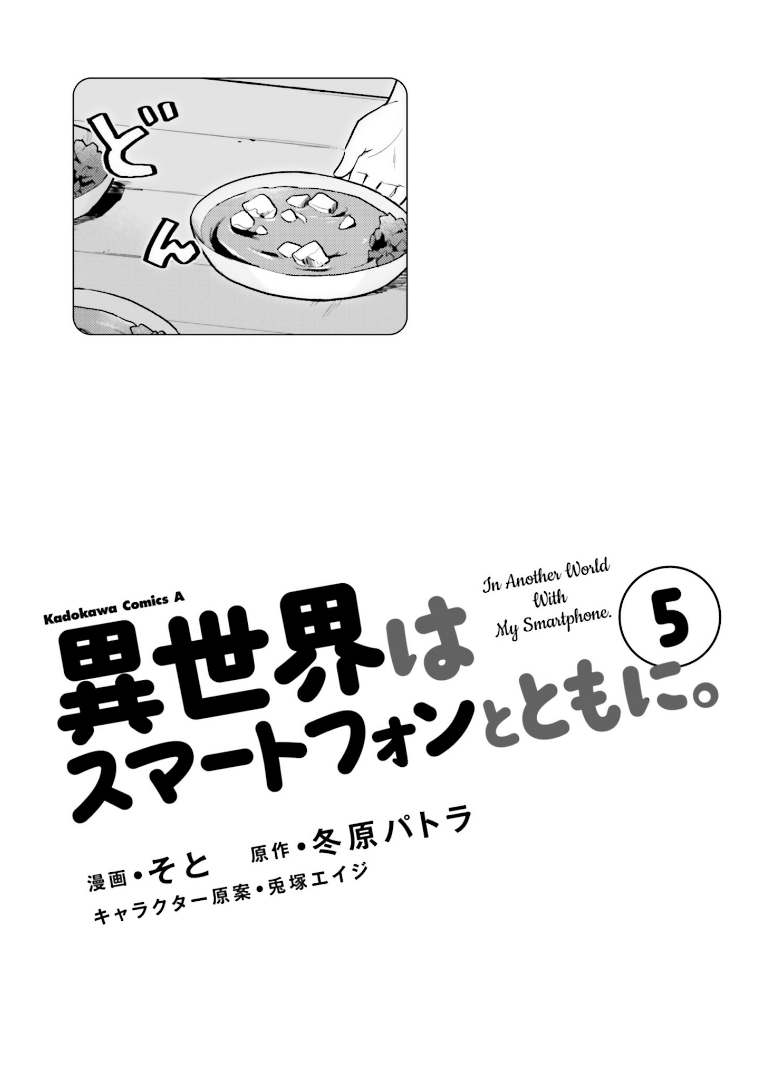 どん
Kadokawa Comics A
異世界は
スマートフォンとともに。
In Another World
With
My Smartphone.
5
漫画・そと 原作・冬原パトラ
キャラクター原案・兎塚エイジ